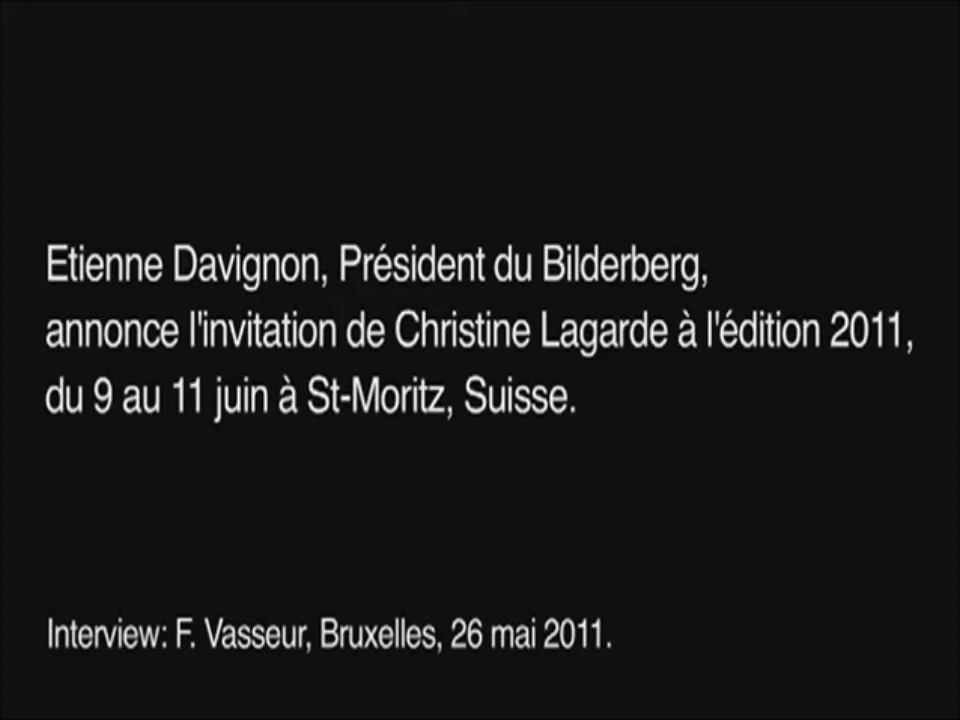 Etienne Davignon, Président du Bilderberg,
annonce l'invitation de Christine Lagarde à l'édition 2011,
du 9 au 11 juin à St-Moritz, Suisse.
Interview: F. Vasseur, Bruxelles, 26 mai 2011.